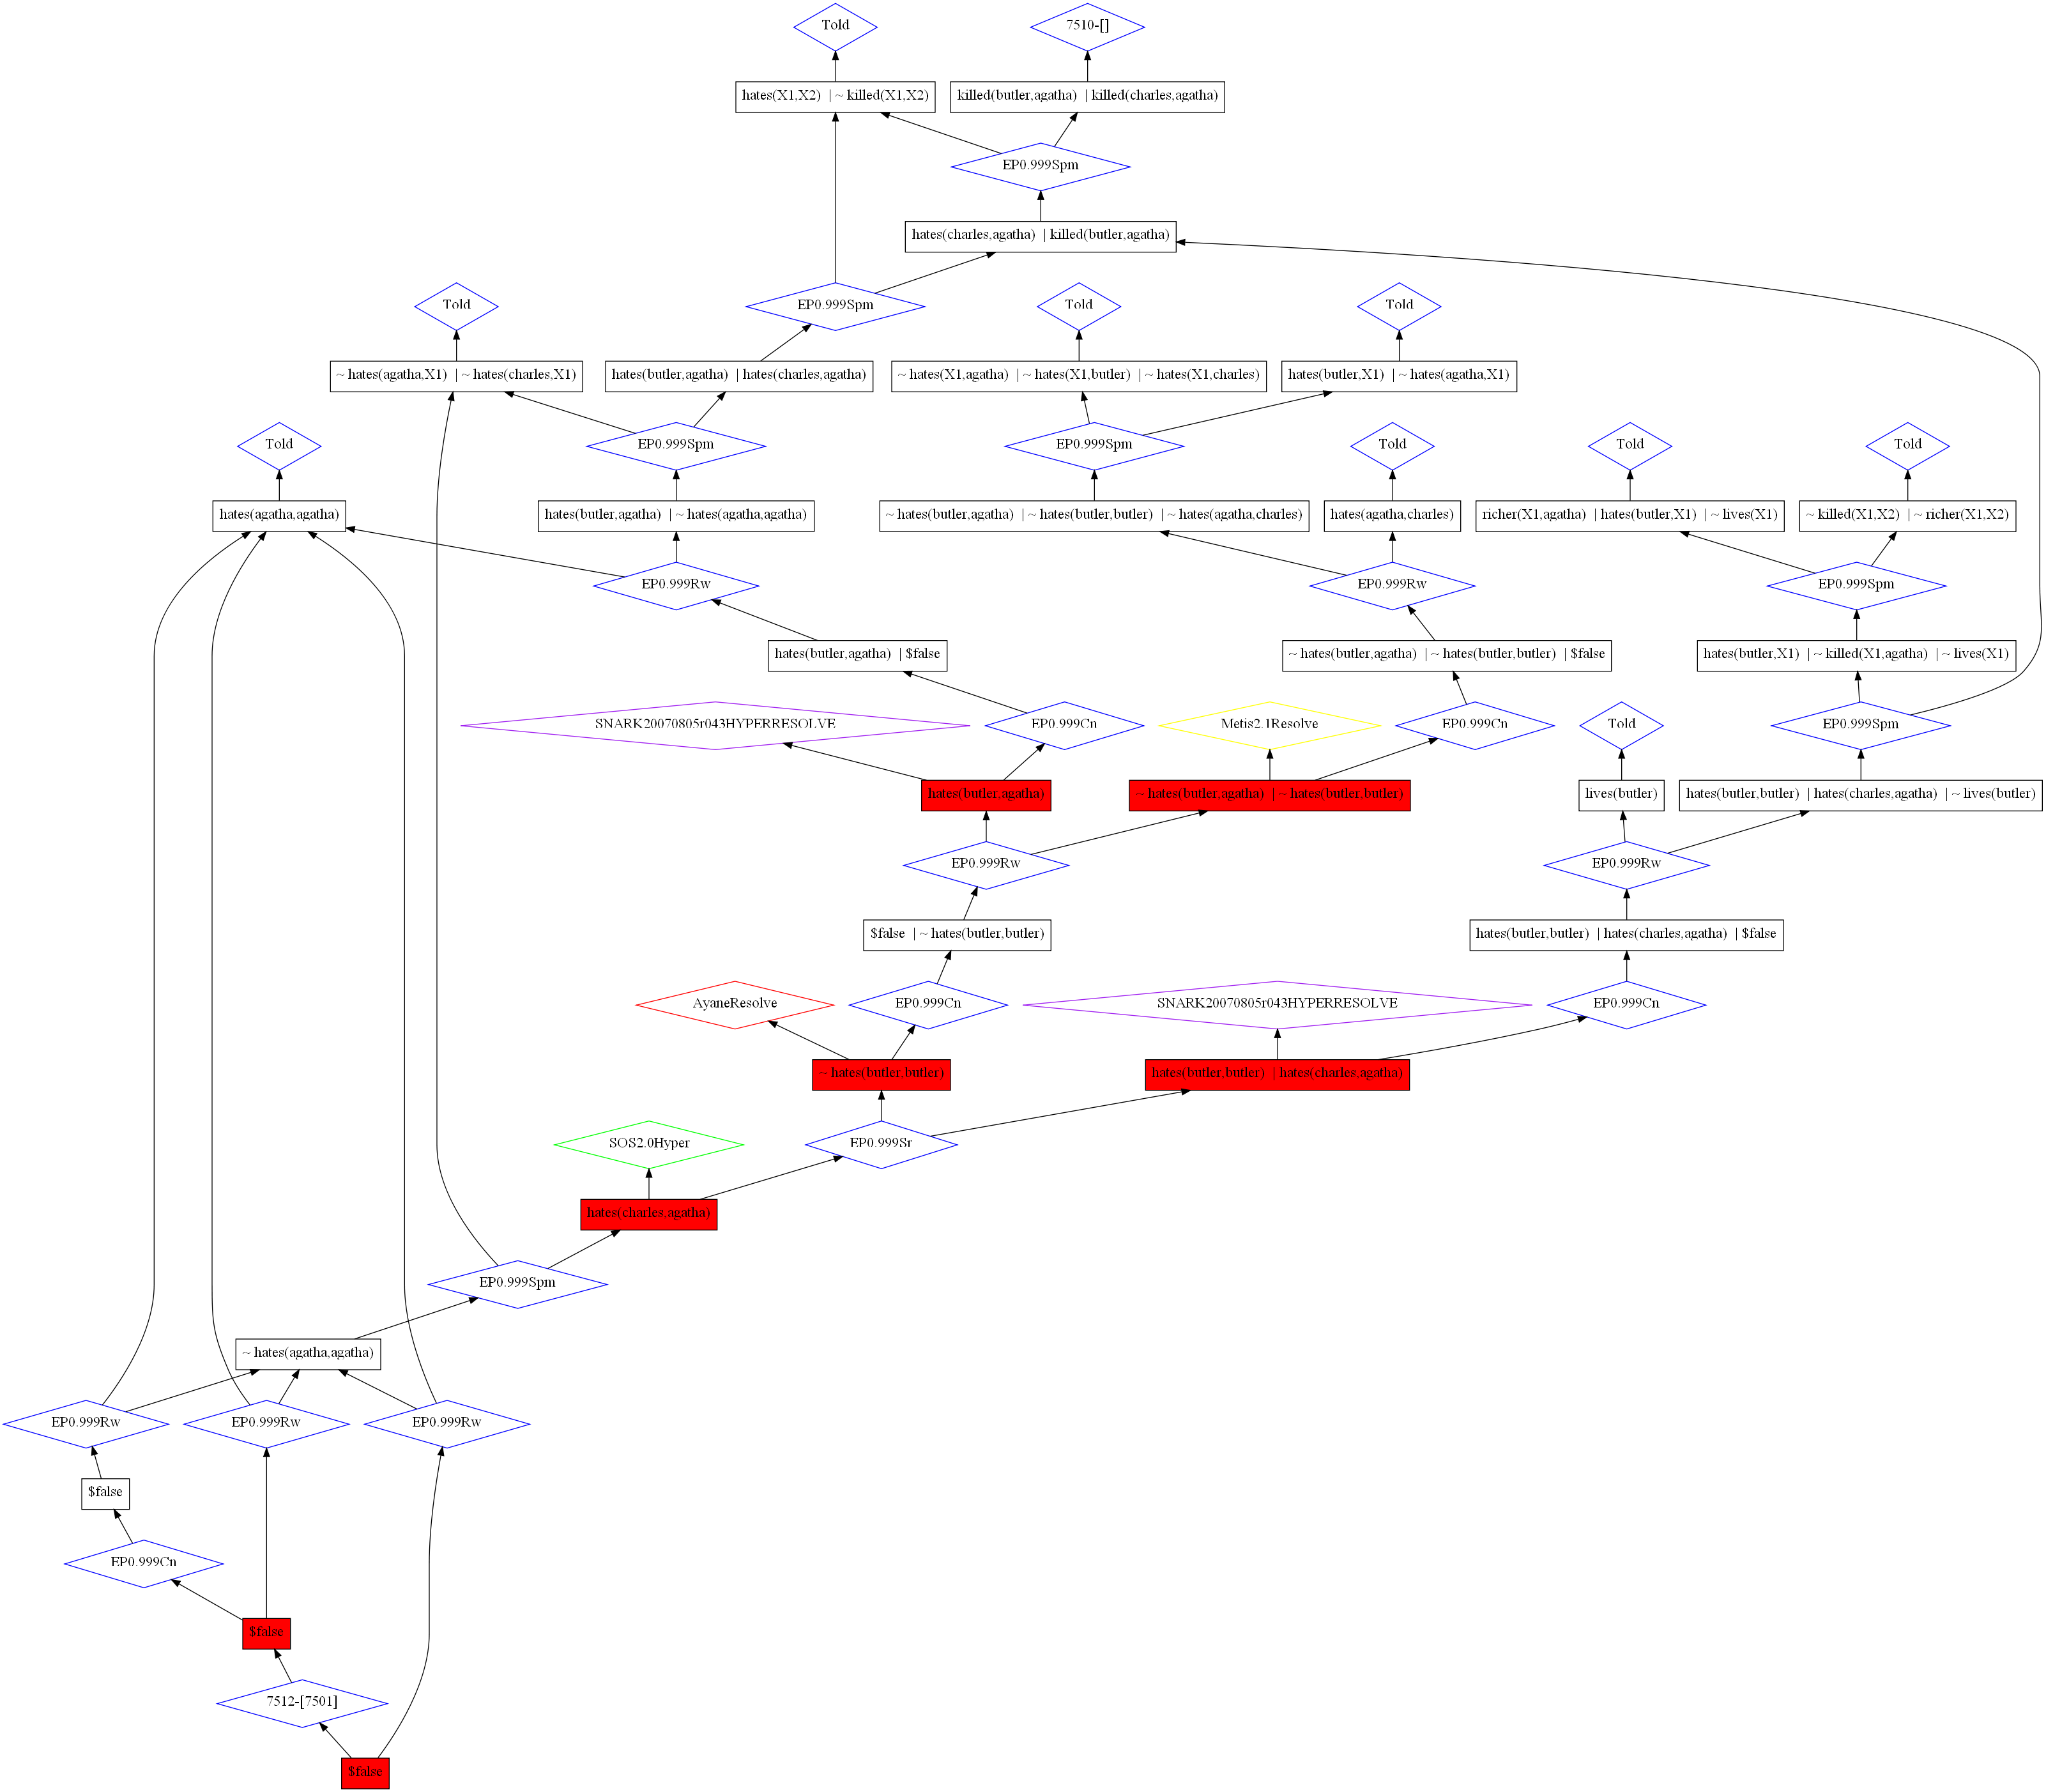 Told
7510-[]
hates(X1,X2) | ~ killed(X1,X2)
killed(butler,agatha) | killed(charles,agatha)
EP0.999Spm
hates(charles,agatha) | killed(butler,agatha)
Told
EP0.999Spm
Told
Told
~ hates(agatha,X1) | ~ hates(charles,X1)
hates(butler,agatha) | hates(charles,agatha)
~ hates(X1,agatha) | ~ hates(X1,butler) | ~ hates(X1,charles)
hates(butler,X1) | ~ hates(agatha,X1)
Told
EP0.999Spm
EP0.999Spm
Told
Told
Told
hates(agatha,agatha)
hates(butler,agatha) | ~ hates(agatha,agatha)
~ hates(butler,agatha) | ~ hates(butler,butler) | ~ hates(agatha,charles)
hates(agatha,charles)
richer(X1,agatha) | hates(butler,X1) | ~ lives(X1)
~ killed(X1,X2) | ~ richer(X1,X2)
EP0.999Rw
EP0.999Rw
EP0.999Spm
hates(butler,agatha) | $false
~ hates(butler,agatha) | ~ hates(butler,butler) | $false
hates(butler,X1) | ~ killed(X1,agatha) | ~ lives(X1)
SNARK20070805r043HYPERRESOLVE
EP0.999Cn
Metis2.1Resolve
EP0.999Cn
Told
EP0.999Spm
hates(butler,agatha)
~ hates(butler,agatha) | ~ hates(butler,butler)
lives(butler)
hates(butler,butler) | hates(charles,agatha) | ~ lives(butler)
EP0.999Rw
EP0.999Rw
$false | ~ hates(butler,butler)
hates(butler,butler) | hates(charles,agatha) | $false
AyaneResolve
EP0.999Cn
SNARK20070805r043HYPERRESOLVE
EP0.999Cn
~ hates(butler,butler)
hates(butler,butler) | hates(charles,agatha)
SOS2.0Hyper
EP0.999Sr
hates(charles,agatha)
EP0.999Spm
~ hates(agatha,agatha)
EP0.999Rw
EP0.999Rw
EP0.999Rw
$false
EP0.999Cn
$false
7512-[7501]
$false